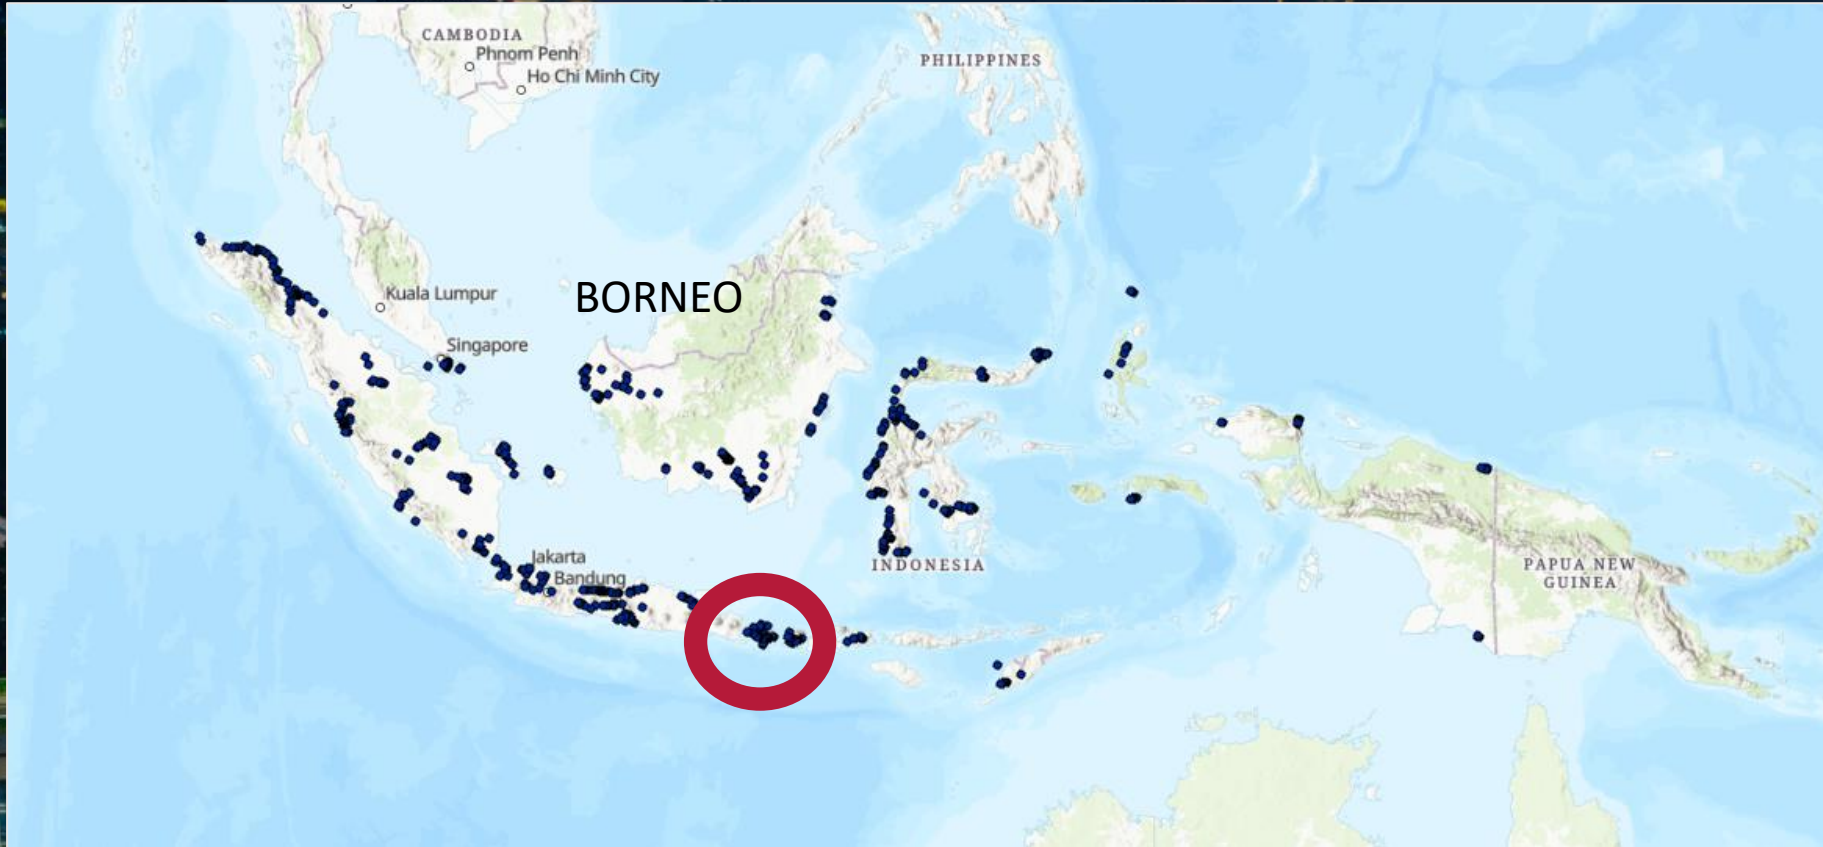 CAMBODIA
Phnom Penh
Ho Chi Minh City
PHILIPPINES
BORNEO
Kuala Lumpur
Singapore
Jakarta
Bandung
INDONESIA
PAPUA NEW
GUINEA